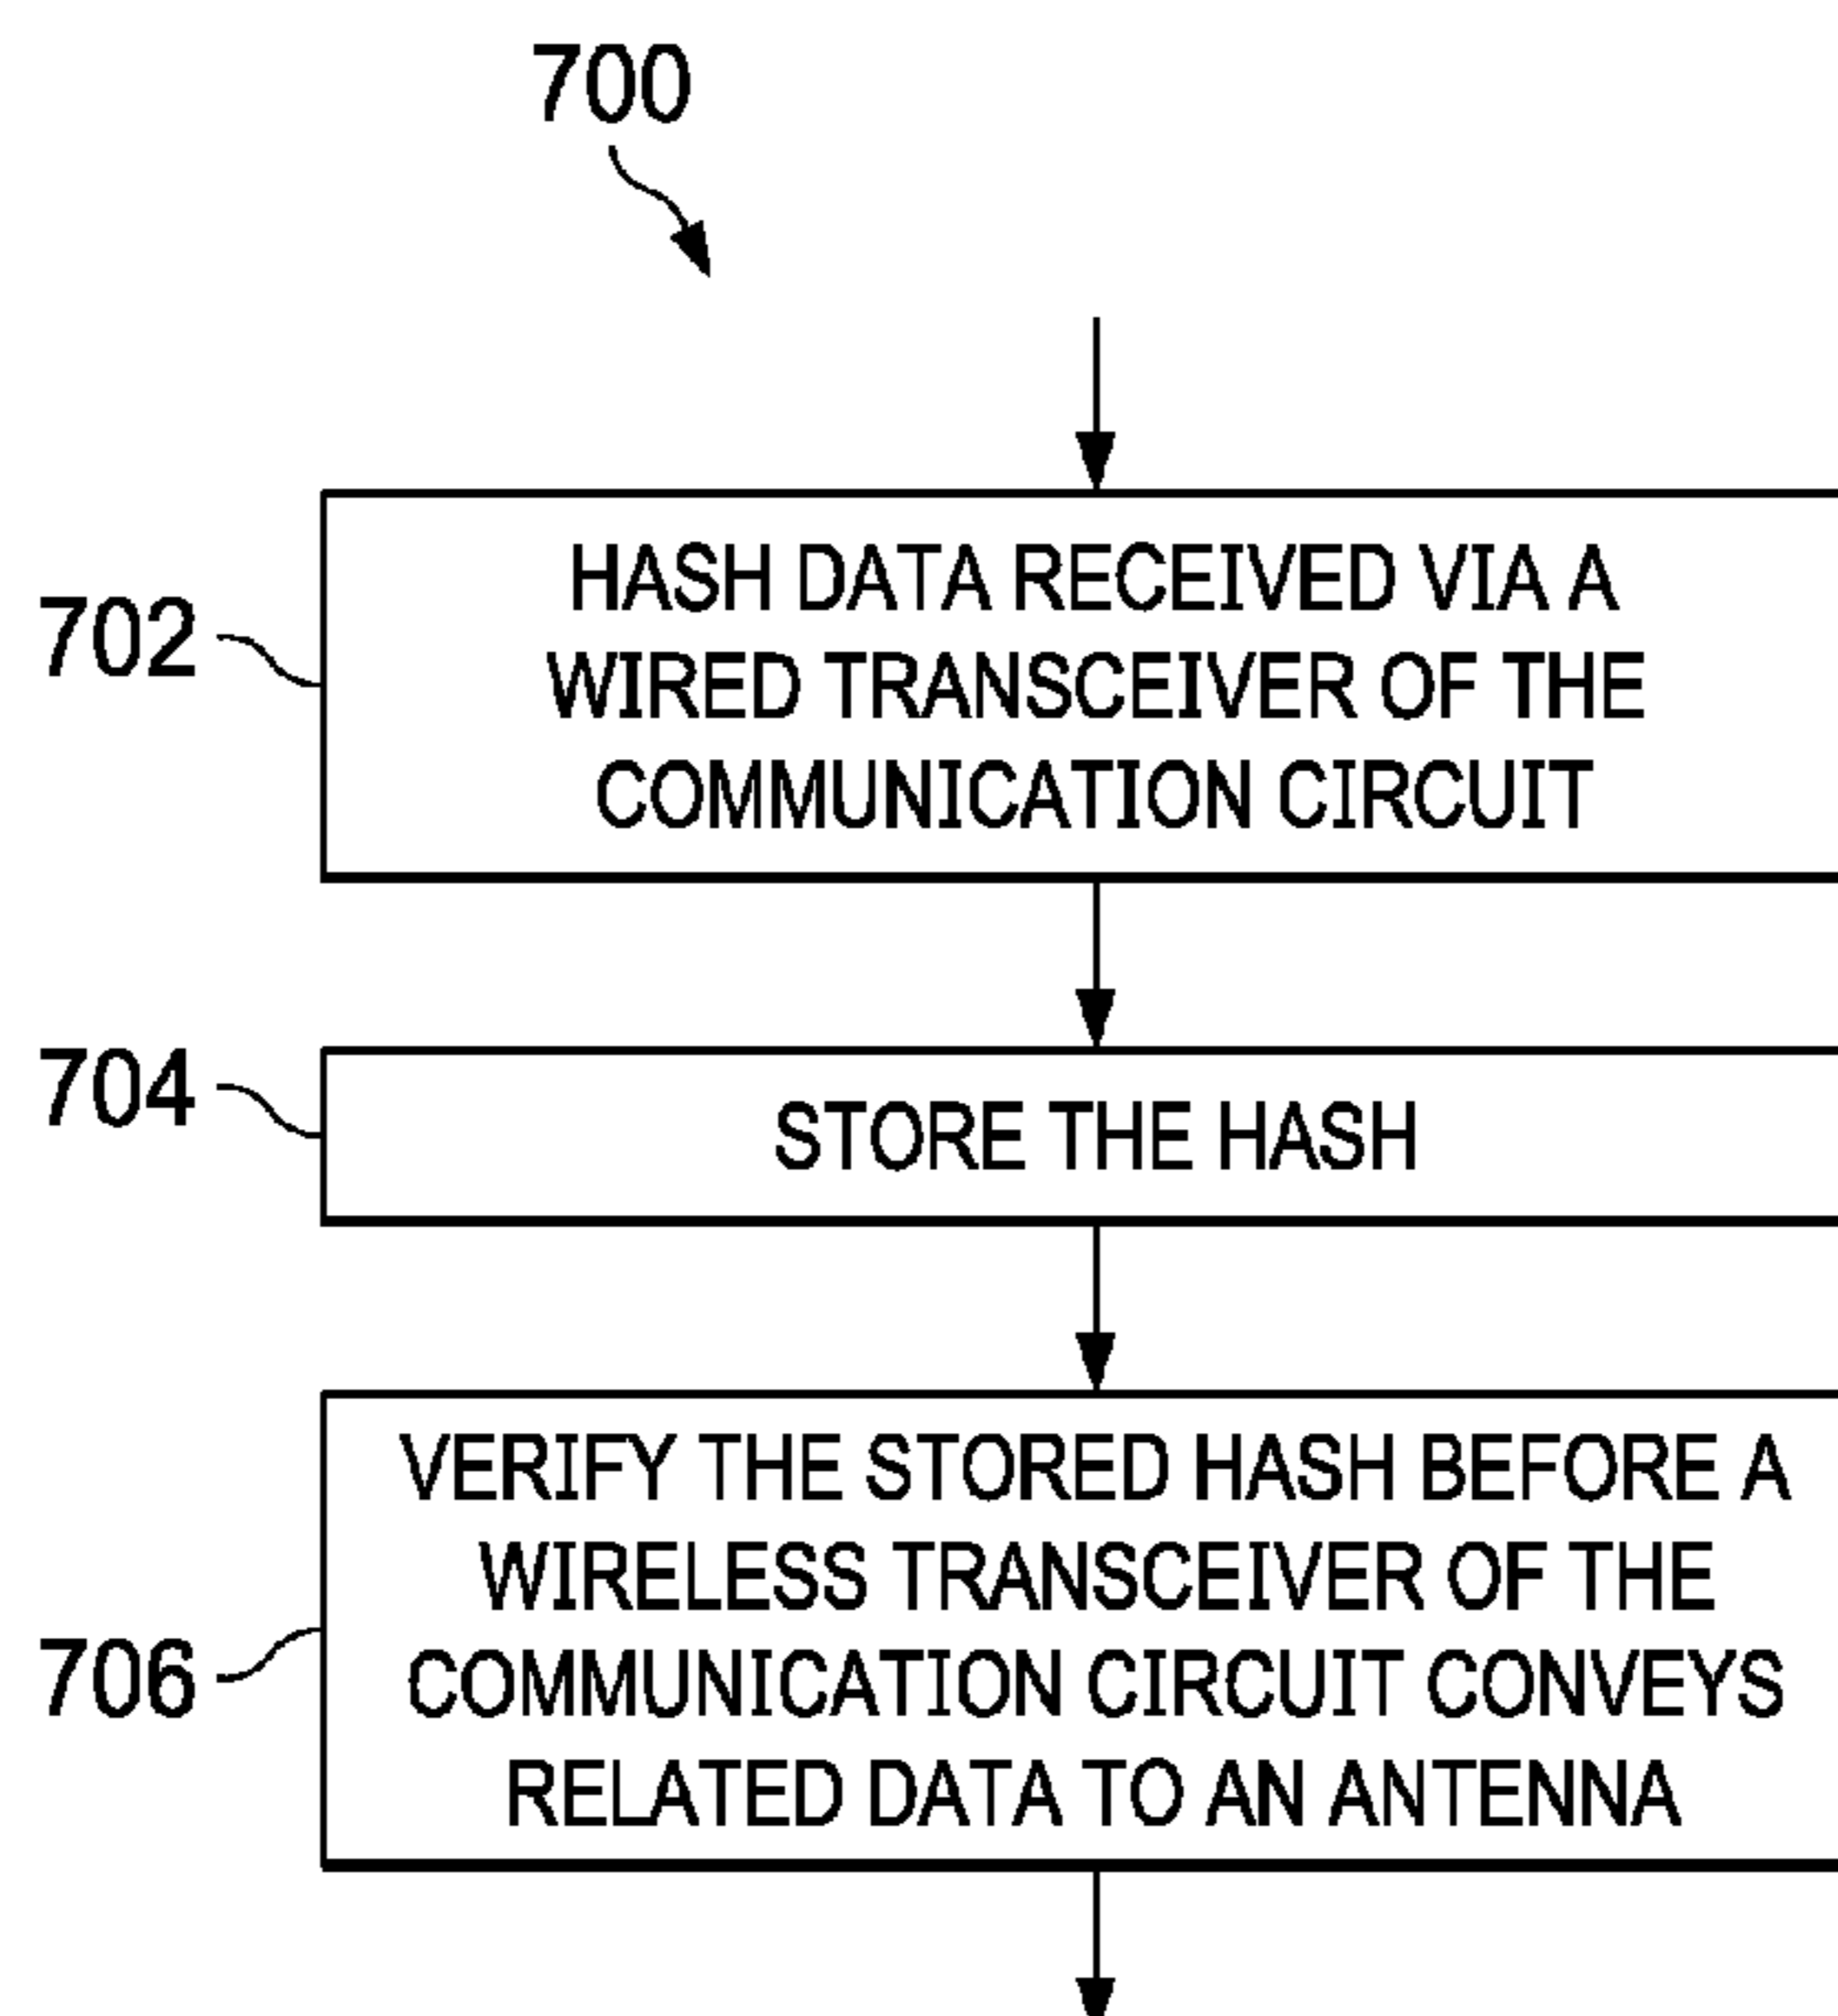 700
702
HASH DATA RECEIVED VIA A
WIRED TRANSCEIVER OF THE
COMMUNICATION CIRCUIT
704
STORE THE HASH
706
VERIFY THE STORED HASH BEFORE A
WIRELESS TRANSCEIVER OF THE
COMMUNICATION CIRCUIT CONVEYS
RELATED DATA TO AN ANTENNA